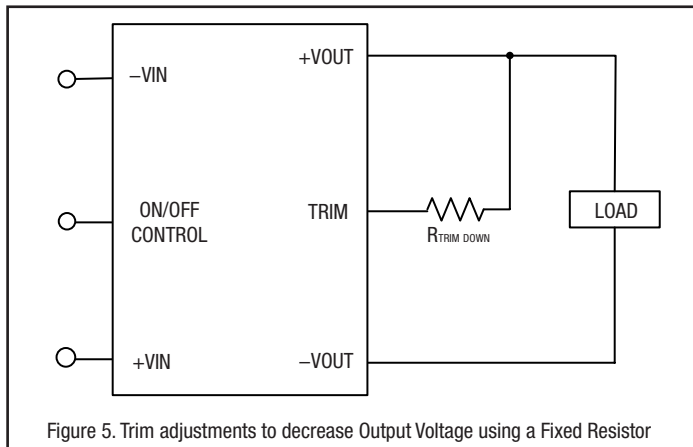 +VOUT
–VIN
ON/OFF
CONTROL
TRIM
RTRIM DOWN
LOAD
+VIN
–VOUT
Figure 5. Trim adjustments to decrease Output Voltage using a Fixed Resistor